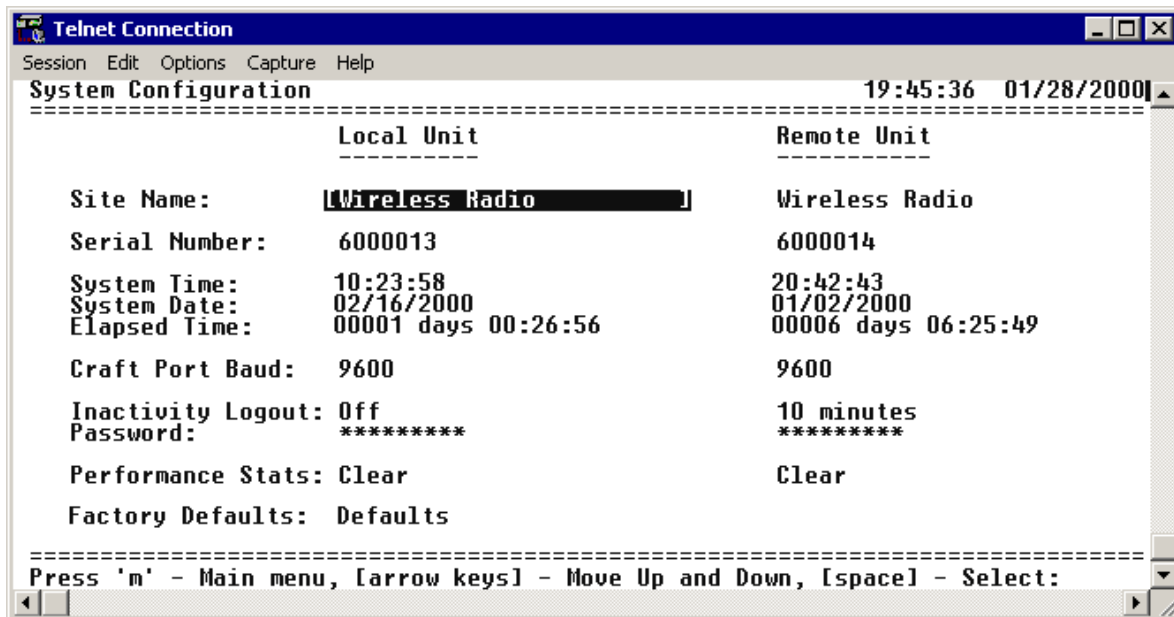 Telnet Connection
Session Edit Options Capture Help
System Configuration 19:45:36 01/28/2000
===============================================================================
Local Unit Remote Unit
---------- -----------
Site Name: [Wireless Radio ] Wireless Radio
Serial Number: 6000013 6000014
System Time: 10:23:58 20:42:43
System Date: 02/16/2000 01/02/2000
Elapsed Time: 00001 days 00:26:56 00006 days 06:25:49
Craft Port Baud: 9600 9600
Inactivity Logout: Off 10 minutes
Password: ********* *********
Performance Stats: Clear Clear
Factory Defaults: Defaults
===============================================================================
Press 'm' - Main menu, [arrow keys] - Move Up and Down, [space] - Select: